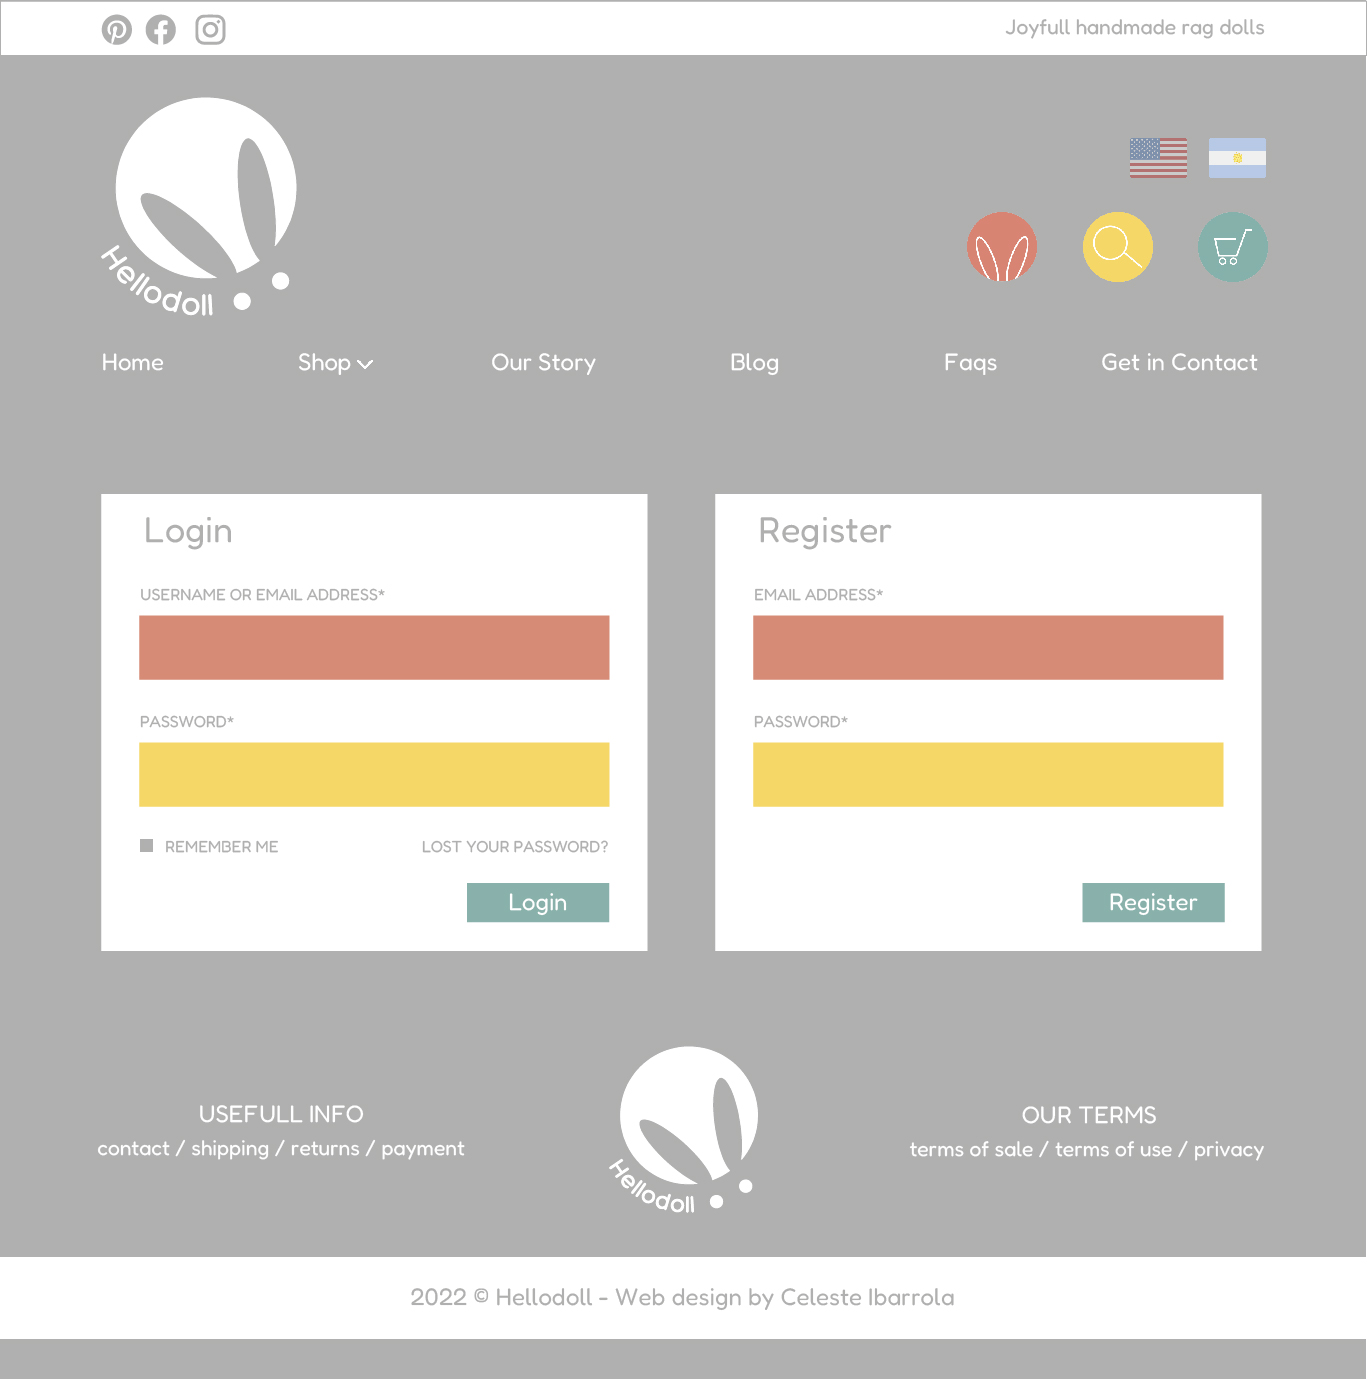 Joyfull handmade rag dolls
Hellodoll
Home Shop Our Story Blog Faqs Get in Contact
Login
USERNAME OR EMAIL ADDRESS*
PASSWORD*
REMEMBER ME LOST YOUR PASSWORD?
Login
Register
EMAIL ADDRESS*
PASSWORD*
Register
USEFULL INFO
contact / shipping / returns / payment
Hellodoll
OUR TERMS
terms of sale / terms of use / privacy
2022 © Hellodoll - Web design by Celeste Ibarrola